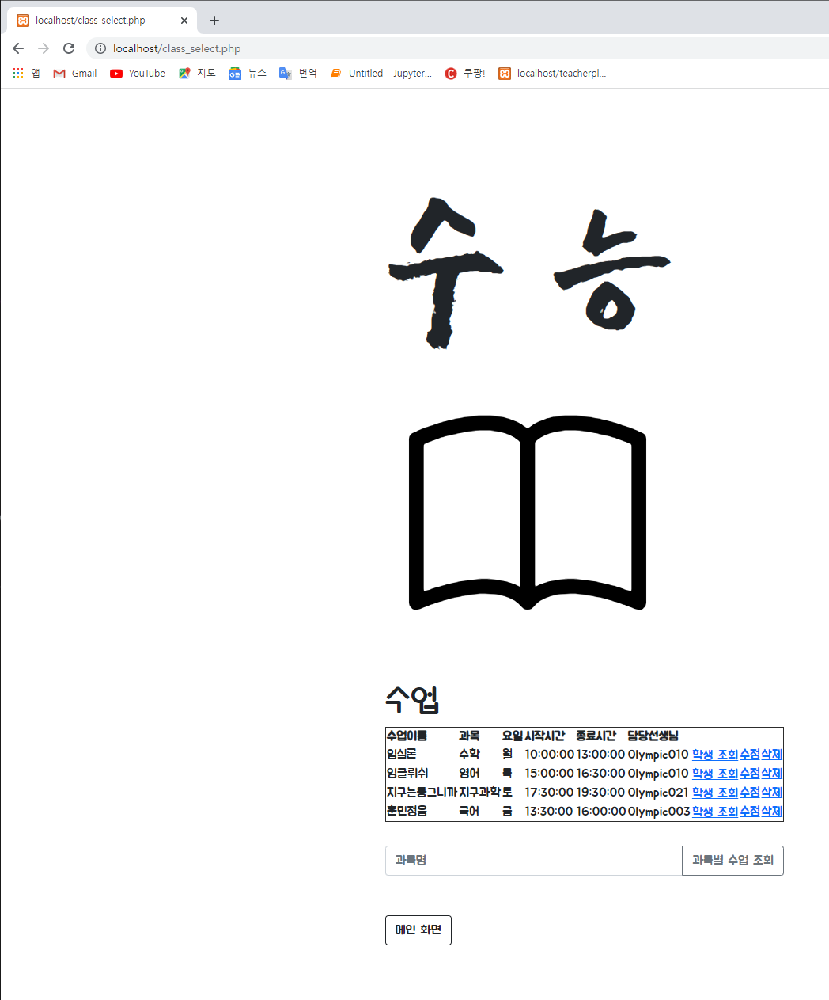 localhost/class_select.php
localhost/class_select.php
앱 Gmail YouTube 지도 뉴스 번역 Untitled - Jupyter... 쿠팡! localhost/teacherpl...
수 능
수업
수업이름 과목 요일 시작시간 종료시간 담당선생님
입실론 수학 월 10:00:00 13:00:00 Olympic010 학생 조회 수정 삭제
잉글뤼쉬 영어 목 15:00:00 16:30:00 Olympic010 학생 조회 수정 삭제
지구는둥그니까 지구과학 토 17:30:00 19:30:00 Olympic021 학생 조회 수정 삭제
훈민정음 국어 금 13:30:00 16:00:00 Olympic003 학생 조회 수정 삭제
과목명 과목별 수업 조회
메인 화면